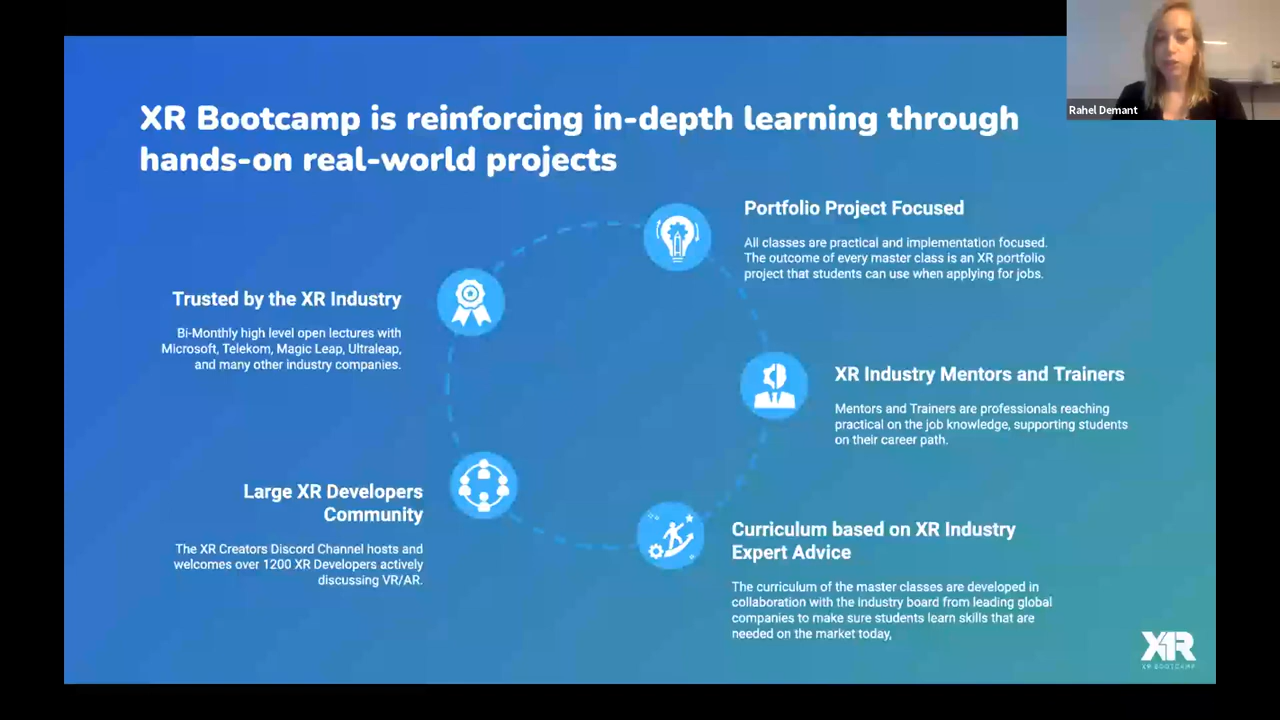 Rahel Demant
XR Bootcamp is reinforcing in-depth learning through
hands-on real-world projects
Portfolio Project Focused
All classes are practical and implementation focused.
The outcome of every master class is an XR portfolio
project that students can use when applying for jobs.
Trusted by the XR Industry
Bi-Monthly high level open lectures with
Microsoft, Telekom, Magic Leap, Ultraleap,
and many other industry companies.
XR Industry Mentors and Trainers
Mentors and Trainers are professionals reaching
practical on the job knowledge, supporting students
on their career path.
Large XR Developers
Community
The XR Creators Discord Channel hosts and
welcomes over 1200 XR Developers actively
discussing VR/AR.
Curriculum based on XR Industry
Expert Advice
The curriculum of the master classes are developed in
collaboration with the industry board from leading global
companies to make sure students learn skills that are
needed on the market today,
XR
XR BOOTCAMP